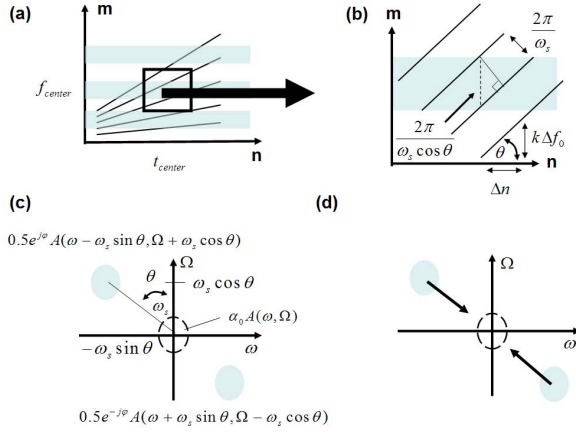 (a)
m
f_center
t_center
n
(b)
m
2π/ω_s
2π/(ω_s cos θ)
kΔf_0
θ
n
Δn
(c)
0.5e^{jφ} A(ω − ω_s sin θ, Ω + ω_s cos θ)
Ω
θ
ω_s cos θ
ω_s
α_0 A(ω, Ω)
−ω_s sin θ
ω
0.5e^{−jφ} A(ω + ω_s sin θ, Ω − ω_s cos θ)
(d)
Ω
ω